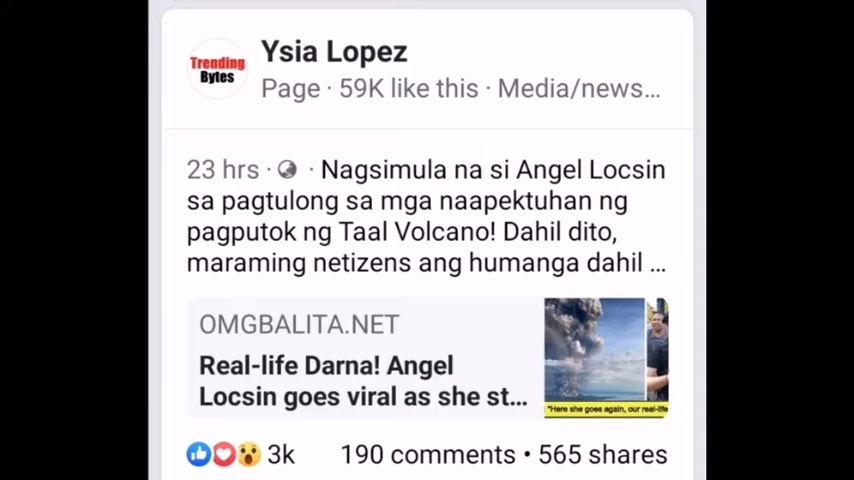 Trending
Bytes
Ysia Lopez
Page · 59K like this · Media/news...
23 hrs · · Nagsimula na si Angel Locsin
sa pagtulong sa mga naapektuhan ng
pagputok ng Taal Volcano! Dahil dito,
maraming netizens ang humanga dahil ...
OMGBALITA.NET
Real-life Darna! Angel
Locsin goes viral as she st...
"Here she goes again, our real-life
3k
190 comments • 565 shares